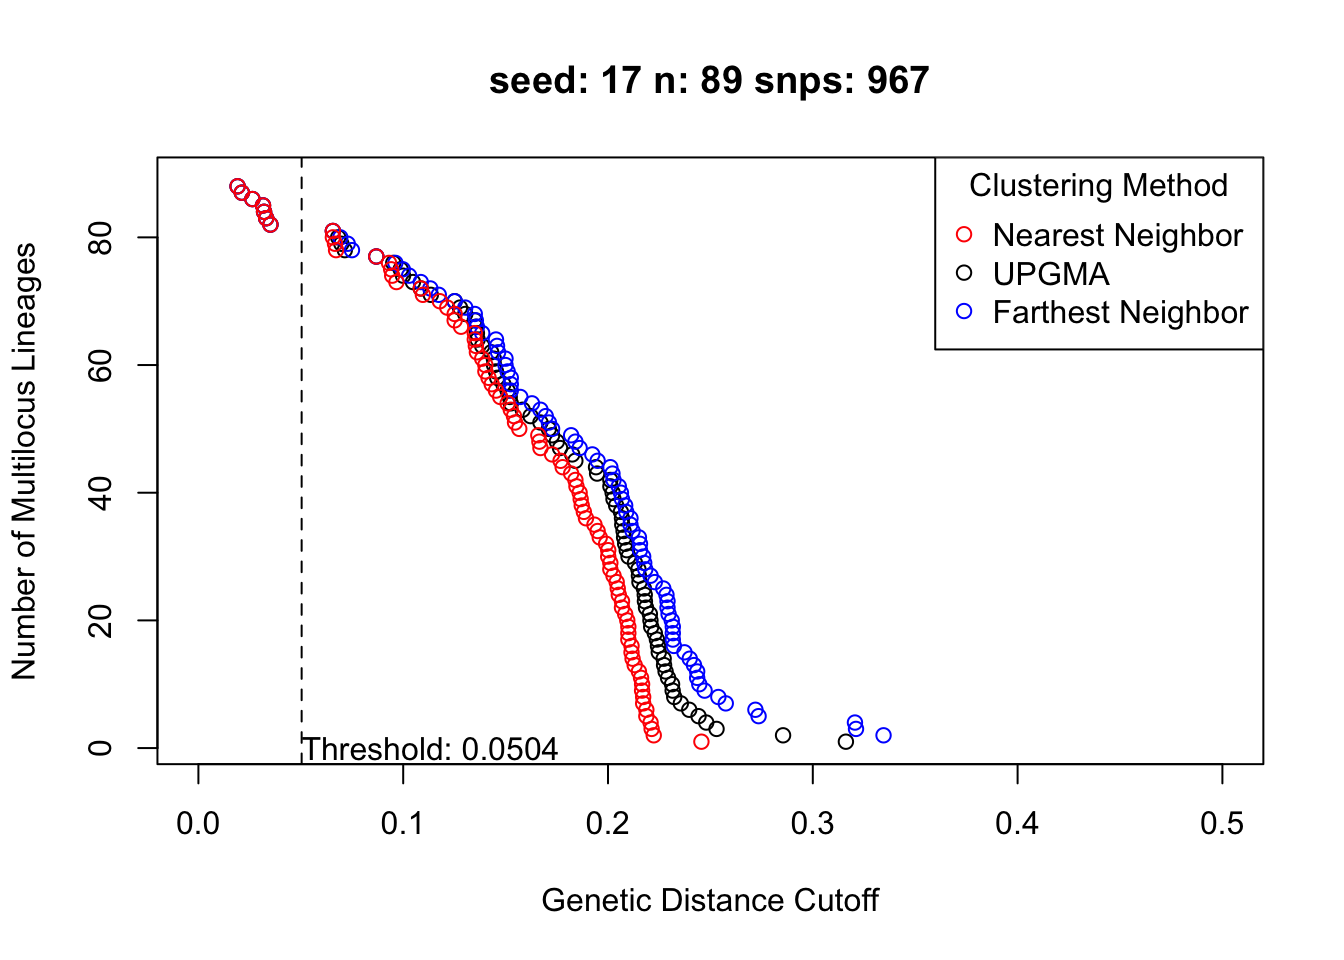 seed: 17 n: 89 snps: 967
Clustering Method
Nearest Neighbor
UPGMA
Farthest Neighbor
Number of Multilocus Lineages
80
60
40
20
0
Threshold: 0.0504
0.0 0.1 0.2 0.3 0.4 0.5
Genetic Distance Cutoff